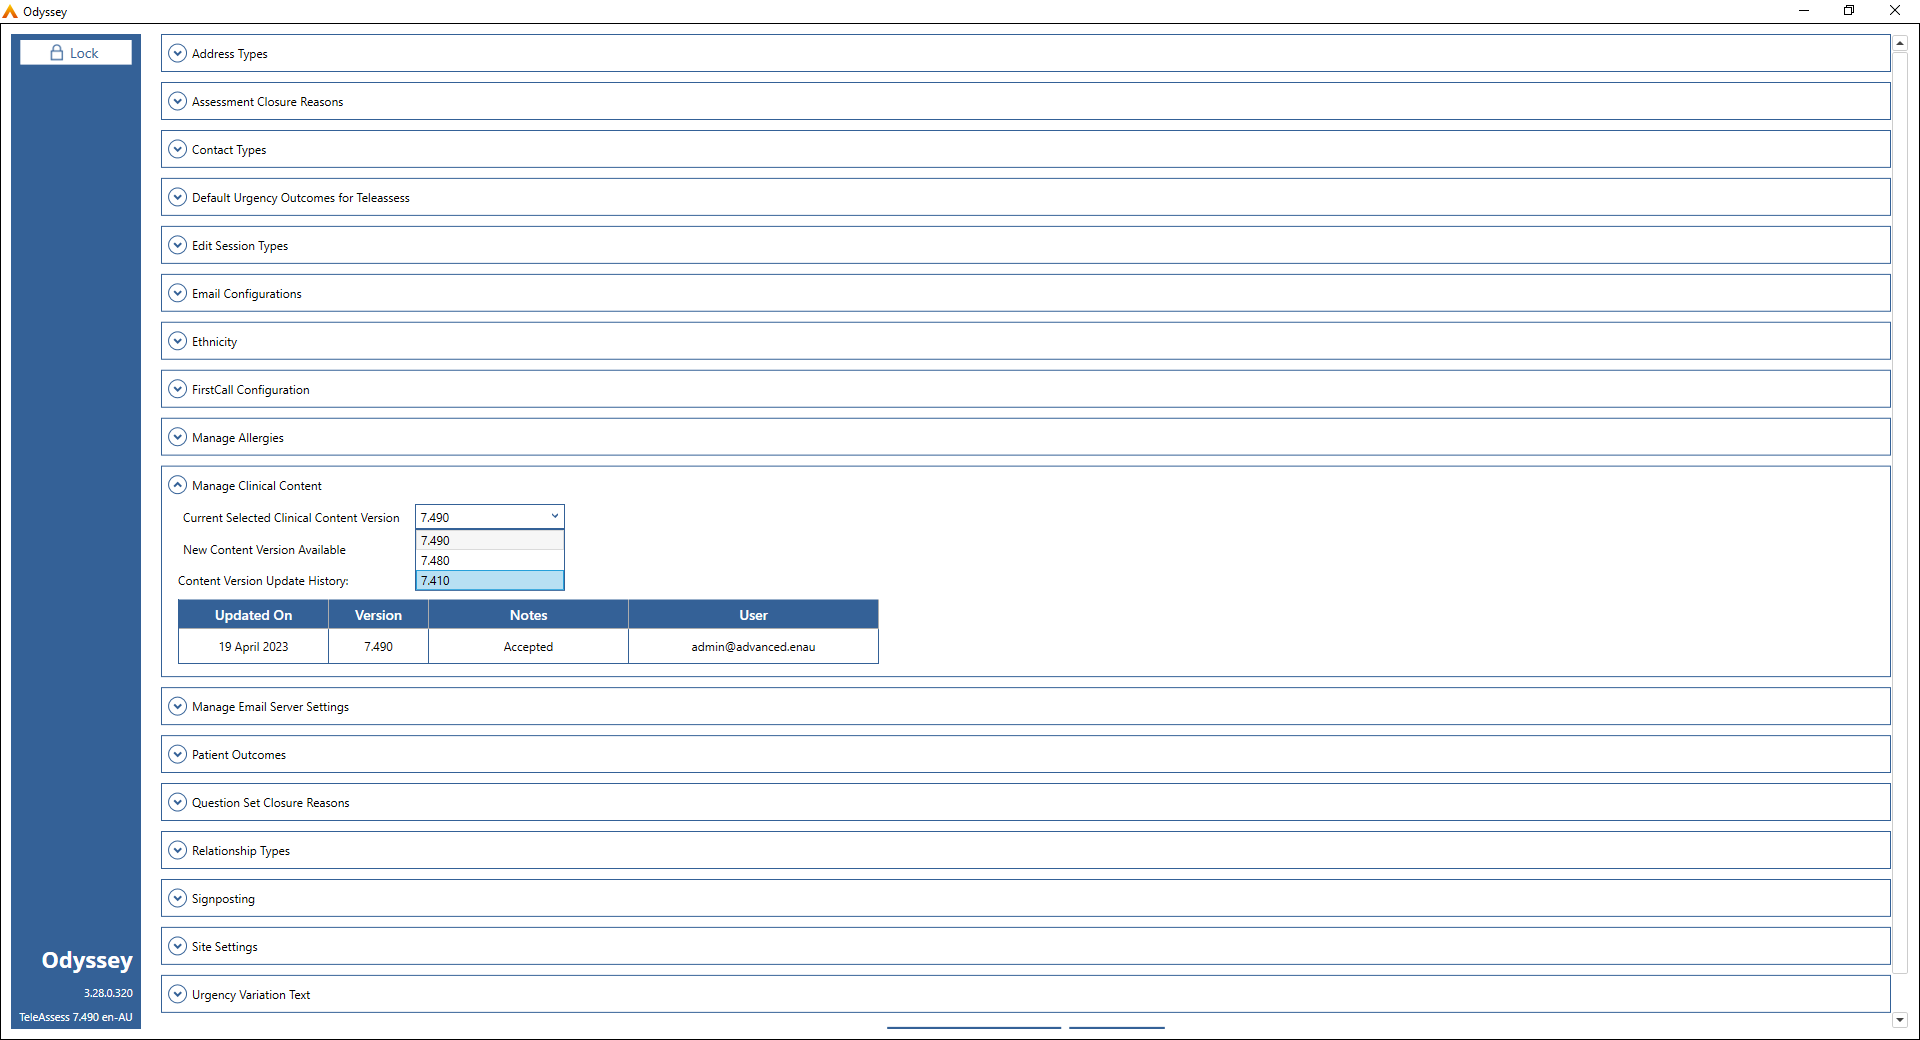 Odyssey
Lock
Address Types
Assessment Closure Reasons
Contact Types
Default Urgency Outcomes for Teleassess
Edit Session Types
Email Configurations
Ethnicity
FirstCall Configuration
Manage Allergies
Manage Clinical Content
Current Selected Clinical Content Version 7.490
7.490
New Content Version Available
7.480
Content Version Update History: 7.410
Updated On Version Notes User
19 April 2023 7.490 Accepted admin@advanced.enau
Manage Email Server Settings
Patient Outcomes
Question Set Closure Reasons
Relationship Types
Signposting
Site Settings
Urgency Variation Text
Odyssey
3.28.0.320
TeleAssess 7.490 en-AU